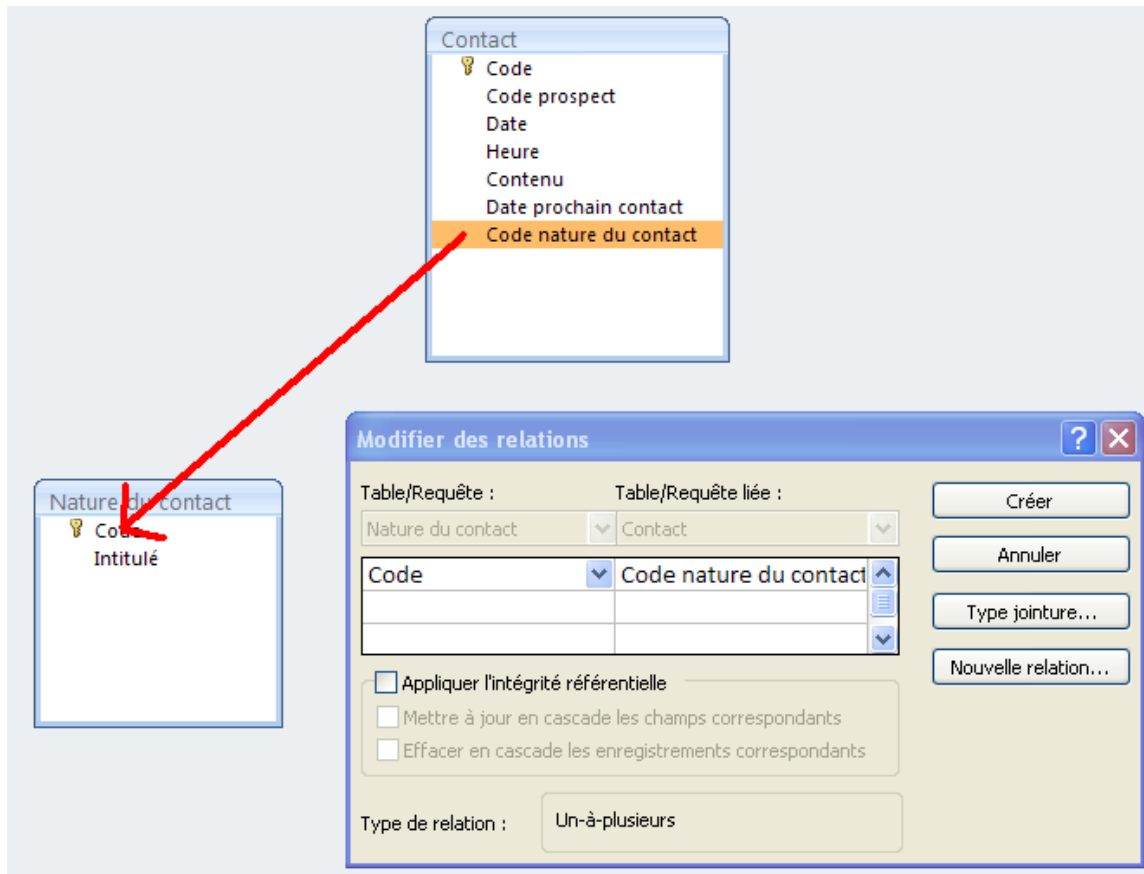 Contact
Code
Code prospect
Date
Heure
Contenu
Date prochain contact
Code nature du contact
Nature du contact
Code
Intitulé
Modifier des relations
Table/Requête : Table/Requête liée :
Nature du contact Contact
Code Code nature du contact
Appliquer l'intégrité référentielle
Mettre à jour en cascade les champs correspondants
Effacer en cascade les enregistrements correspondants
Type de relation : Un-à-plusieurs
Créer
Annuler
Type jointure...
Nouvelle relation...